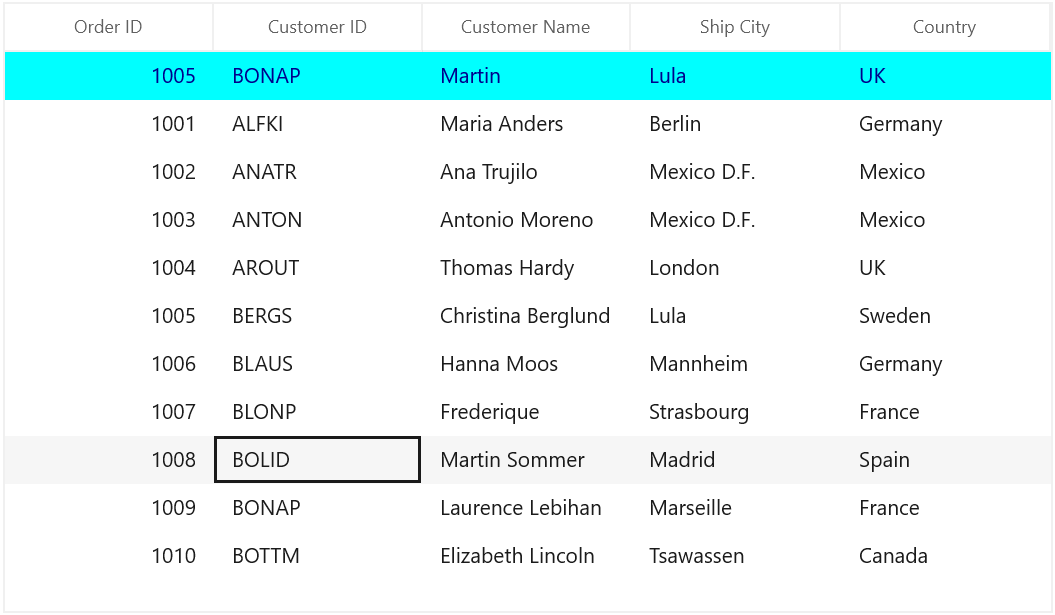 Order ID Customer ID Customer Name Ship City Country
1005 BONAP Martin Lula UK
1001 ALFKI Maria Anders Berlin Germany
1002 ANATR Ana Trujilo Mexico D.F. Mexico
1003 ANTON Antonio Moreno Mexico D.F. Mexico
1004 AROUT Thomas Hardy London UK
1005 BERGS Christina Berglund Lula Sweden
1006 BLAUS Hanna Moos Mannheim Germany
1007 BLONP Frederique Strasbourg France
1008 BOLID Martin Sommer Madrid Spain
1009 BONAP Laurence Lebihan Marseille France
1010 BOTTM Elizabeth Lincoln Tsawassen Canada